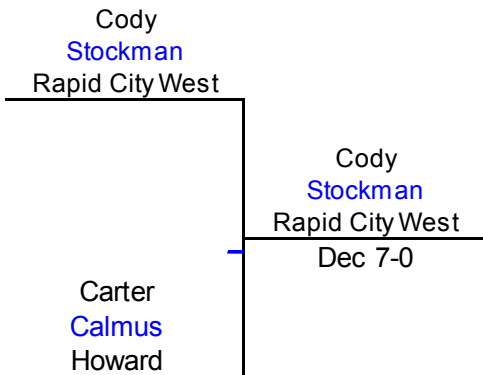 Cody
Stockman
Rapid City West
Cody
Stockman
Rapid City West
Dec 7-0
Carter
Calmus
Howard